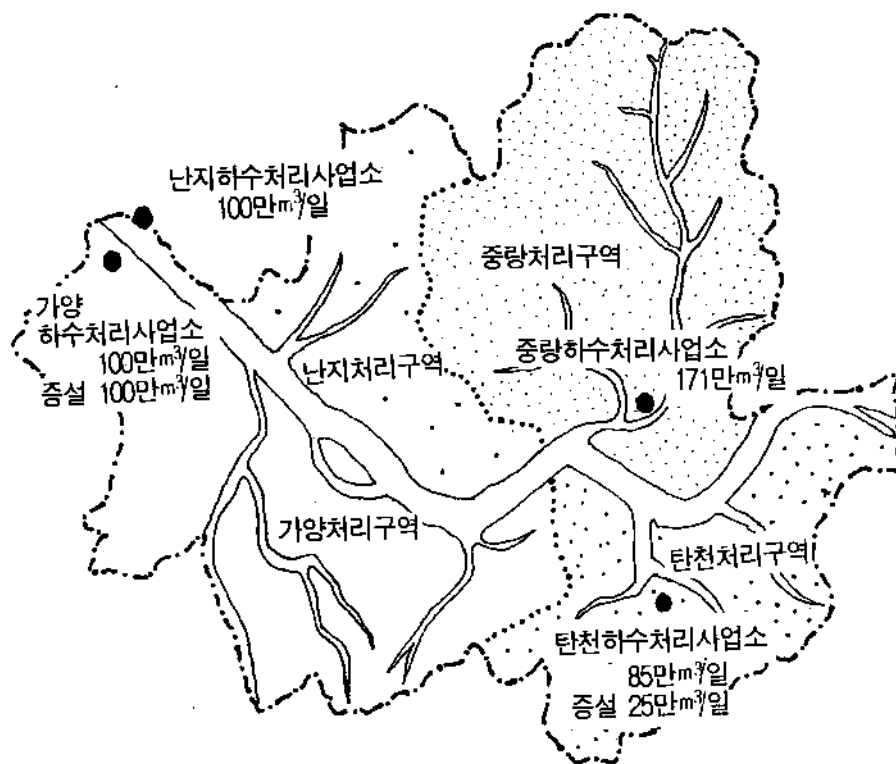 난지하수처리사업소
100만㎥/일
중랑처리구역
가양
하수처리사업소
100만㎥/일
증설 100만㎥/일
난지처리구역
중랑하수처리사업소
171만㎥/일
가양처리구역
탄천처리구역
탄천하수처리사업소
85만㎥/일
증설 25만㎥/일